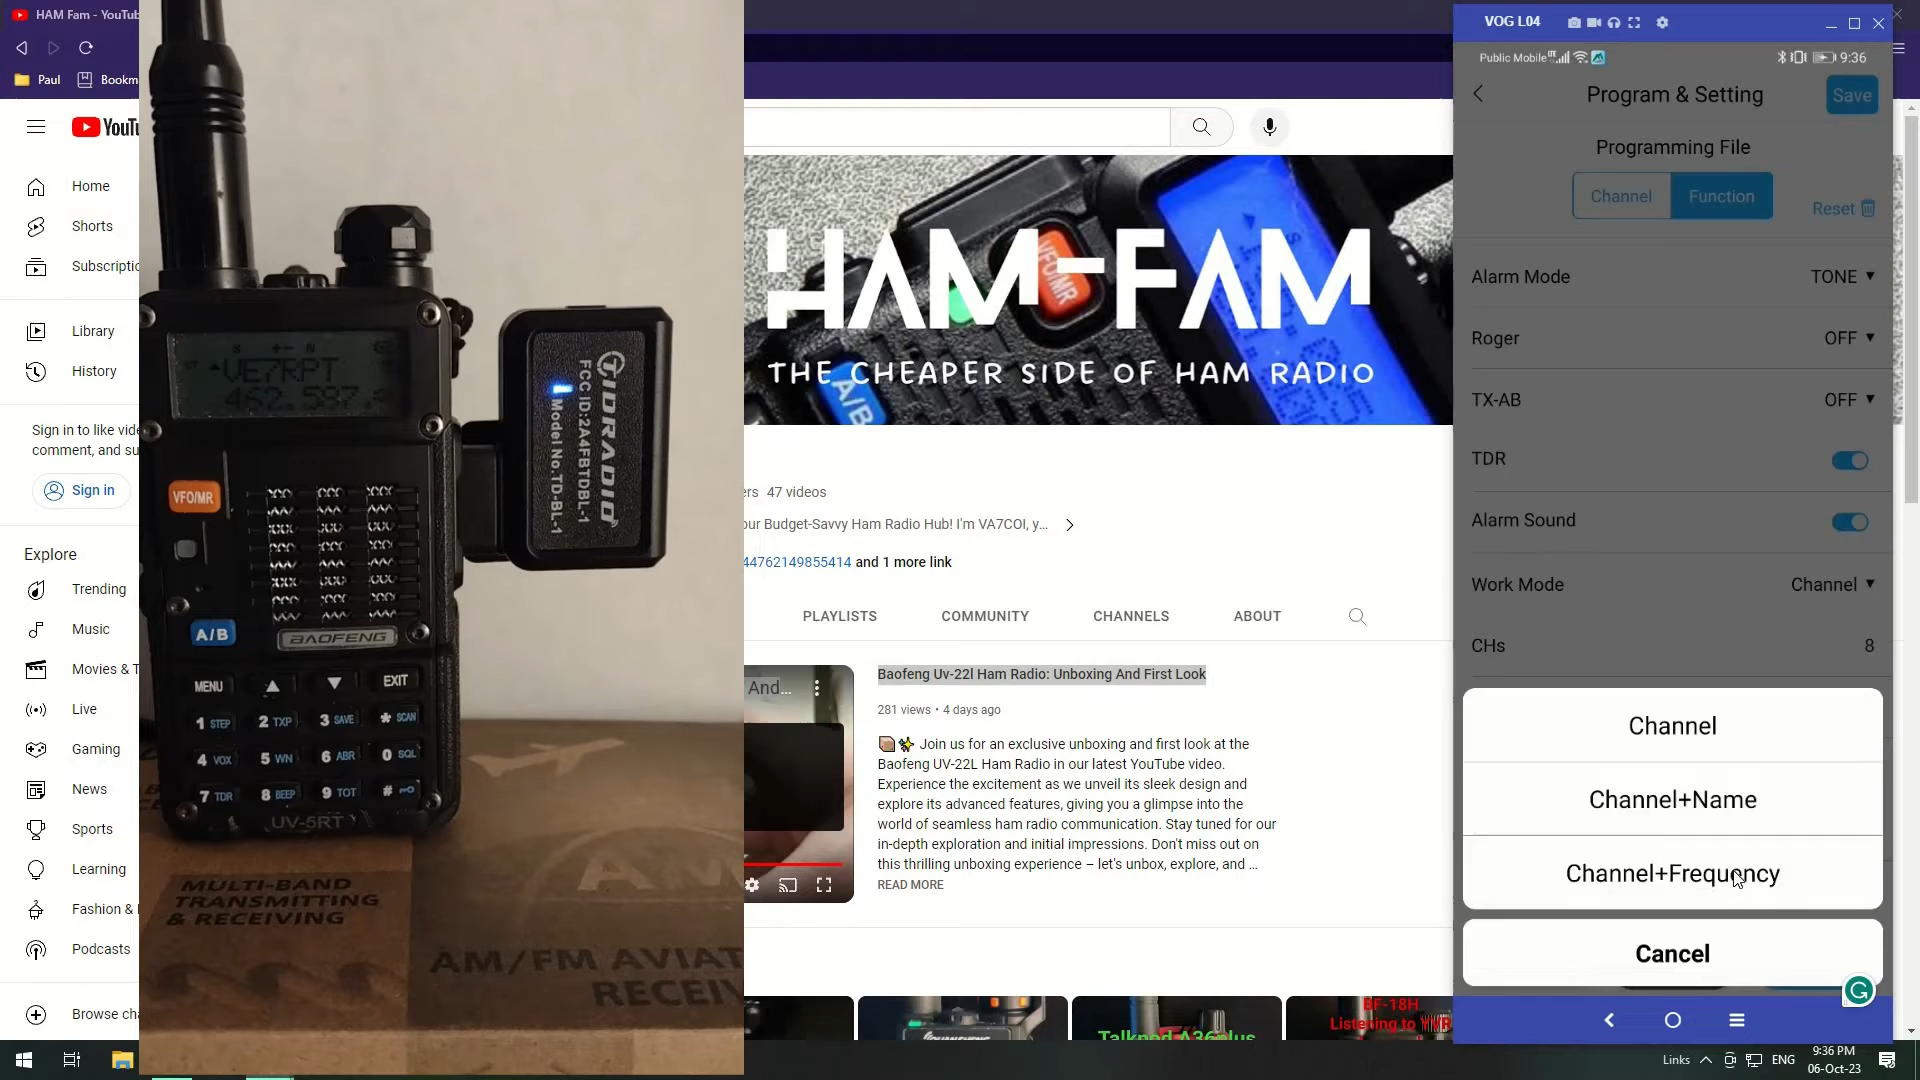 HAM Fam - YouTub
Paul
Bookm
YouTu
Home
Shorts
Subscriptic
Library
History
Sign in to like vide
comment, and su
Sign in
Explore
Trending
Music
Movies & T
Live
Gaming
News
Sports
Learning
Fashion & I
Podcasts
Browse cha
S +- N
VE7RPT
462.587.
TIDRADIO
FCC ID:2A4FBTDBL-1
Model No.TD-BL-1
VFO/MR
A/B
BAOFENG
MENU ▲ ▼ EXIT
1 STEP 2 TXP 3 SAVE * SCAN
4 VOX 5 WN 6 ABR 0 SQL
7 TDR 8 BEEP 9 TOT #
UV-5RT
MULTI-BAND
TRANSMITTING
& RECEIVING
AM/FM AVIAT
RECEIV
VFO/MR
A/B
HAM-FAM
THE CHEAPER SIDE OF HAM RADIO
ers 47 videos
our Budget-Savvy Ham Radio Hub! I'm VA7COI, y...
44762149855414 and 1 more link
PLAYLISTS COMMUNITY CHANNELS ABOUT
And...
Baofeng Uv-22l Ham Radio: Unboxing And First Look
281 views • 4 days ago
📦✨ Join us for an exclusive unboxing and first look at the
Baofeng UV-22L Ham Radio in our latest YouTube video.
Experience the excitement as we unveil its sleek design and
explore its advanced features, giving you a glimpse into the
world of seamless ham radio communication. Stay tuned for our
in-depth exploration and initial impressions. Don't miss out on
this thrilling unboxing experience – let's unbox, explore, and ...
READ MORE
Talkpod A36plus
BF-18H
Listening to YVR
VOG L04
Public Mobile 9:36
Program & Setting
Save
Programming File
Channel Function
Reset
Alarm Mode TONE ▼
Roger OFF ▼
TX-AB OFF ▼
TDR
Alarm Sound
Work Mode Channel ▼
CHs 8
Channel
Channel+Name
Channel+Frequency
Cancel
Links ENG 9:36 PM
06-Oct-23